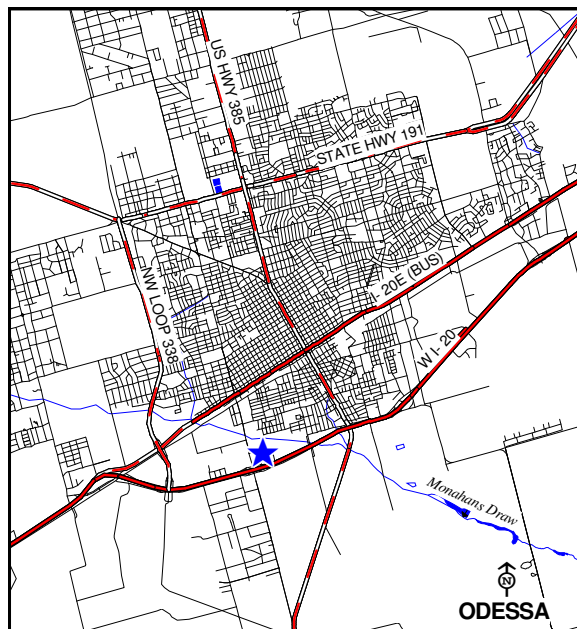 US HWY 385
STATE HWY 191
I- 20E (BUS)
NW LOOP 338
W I- 20
Monahans Draw
N
ODESSA